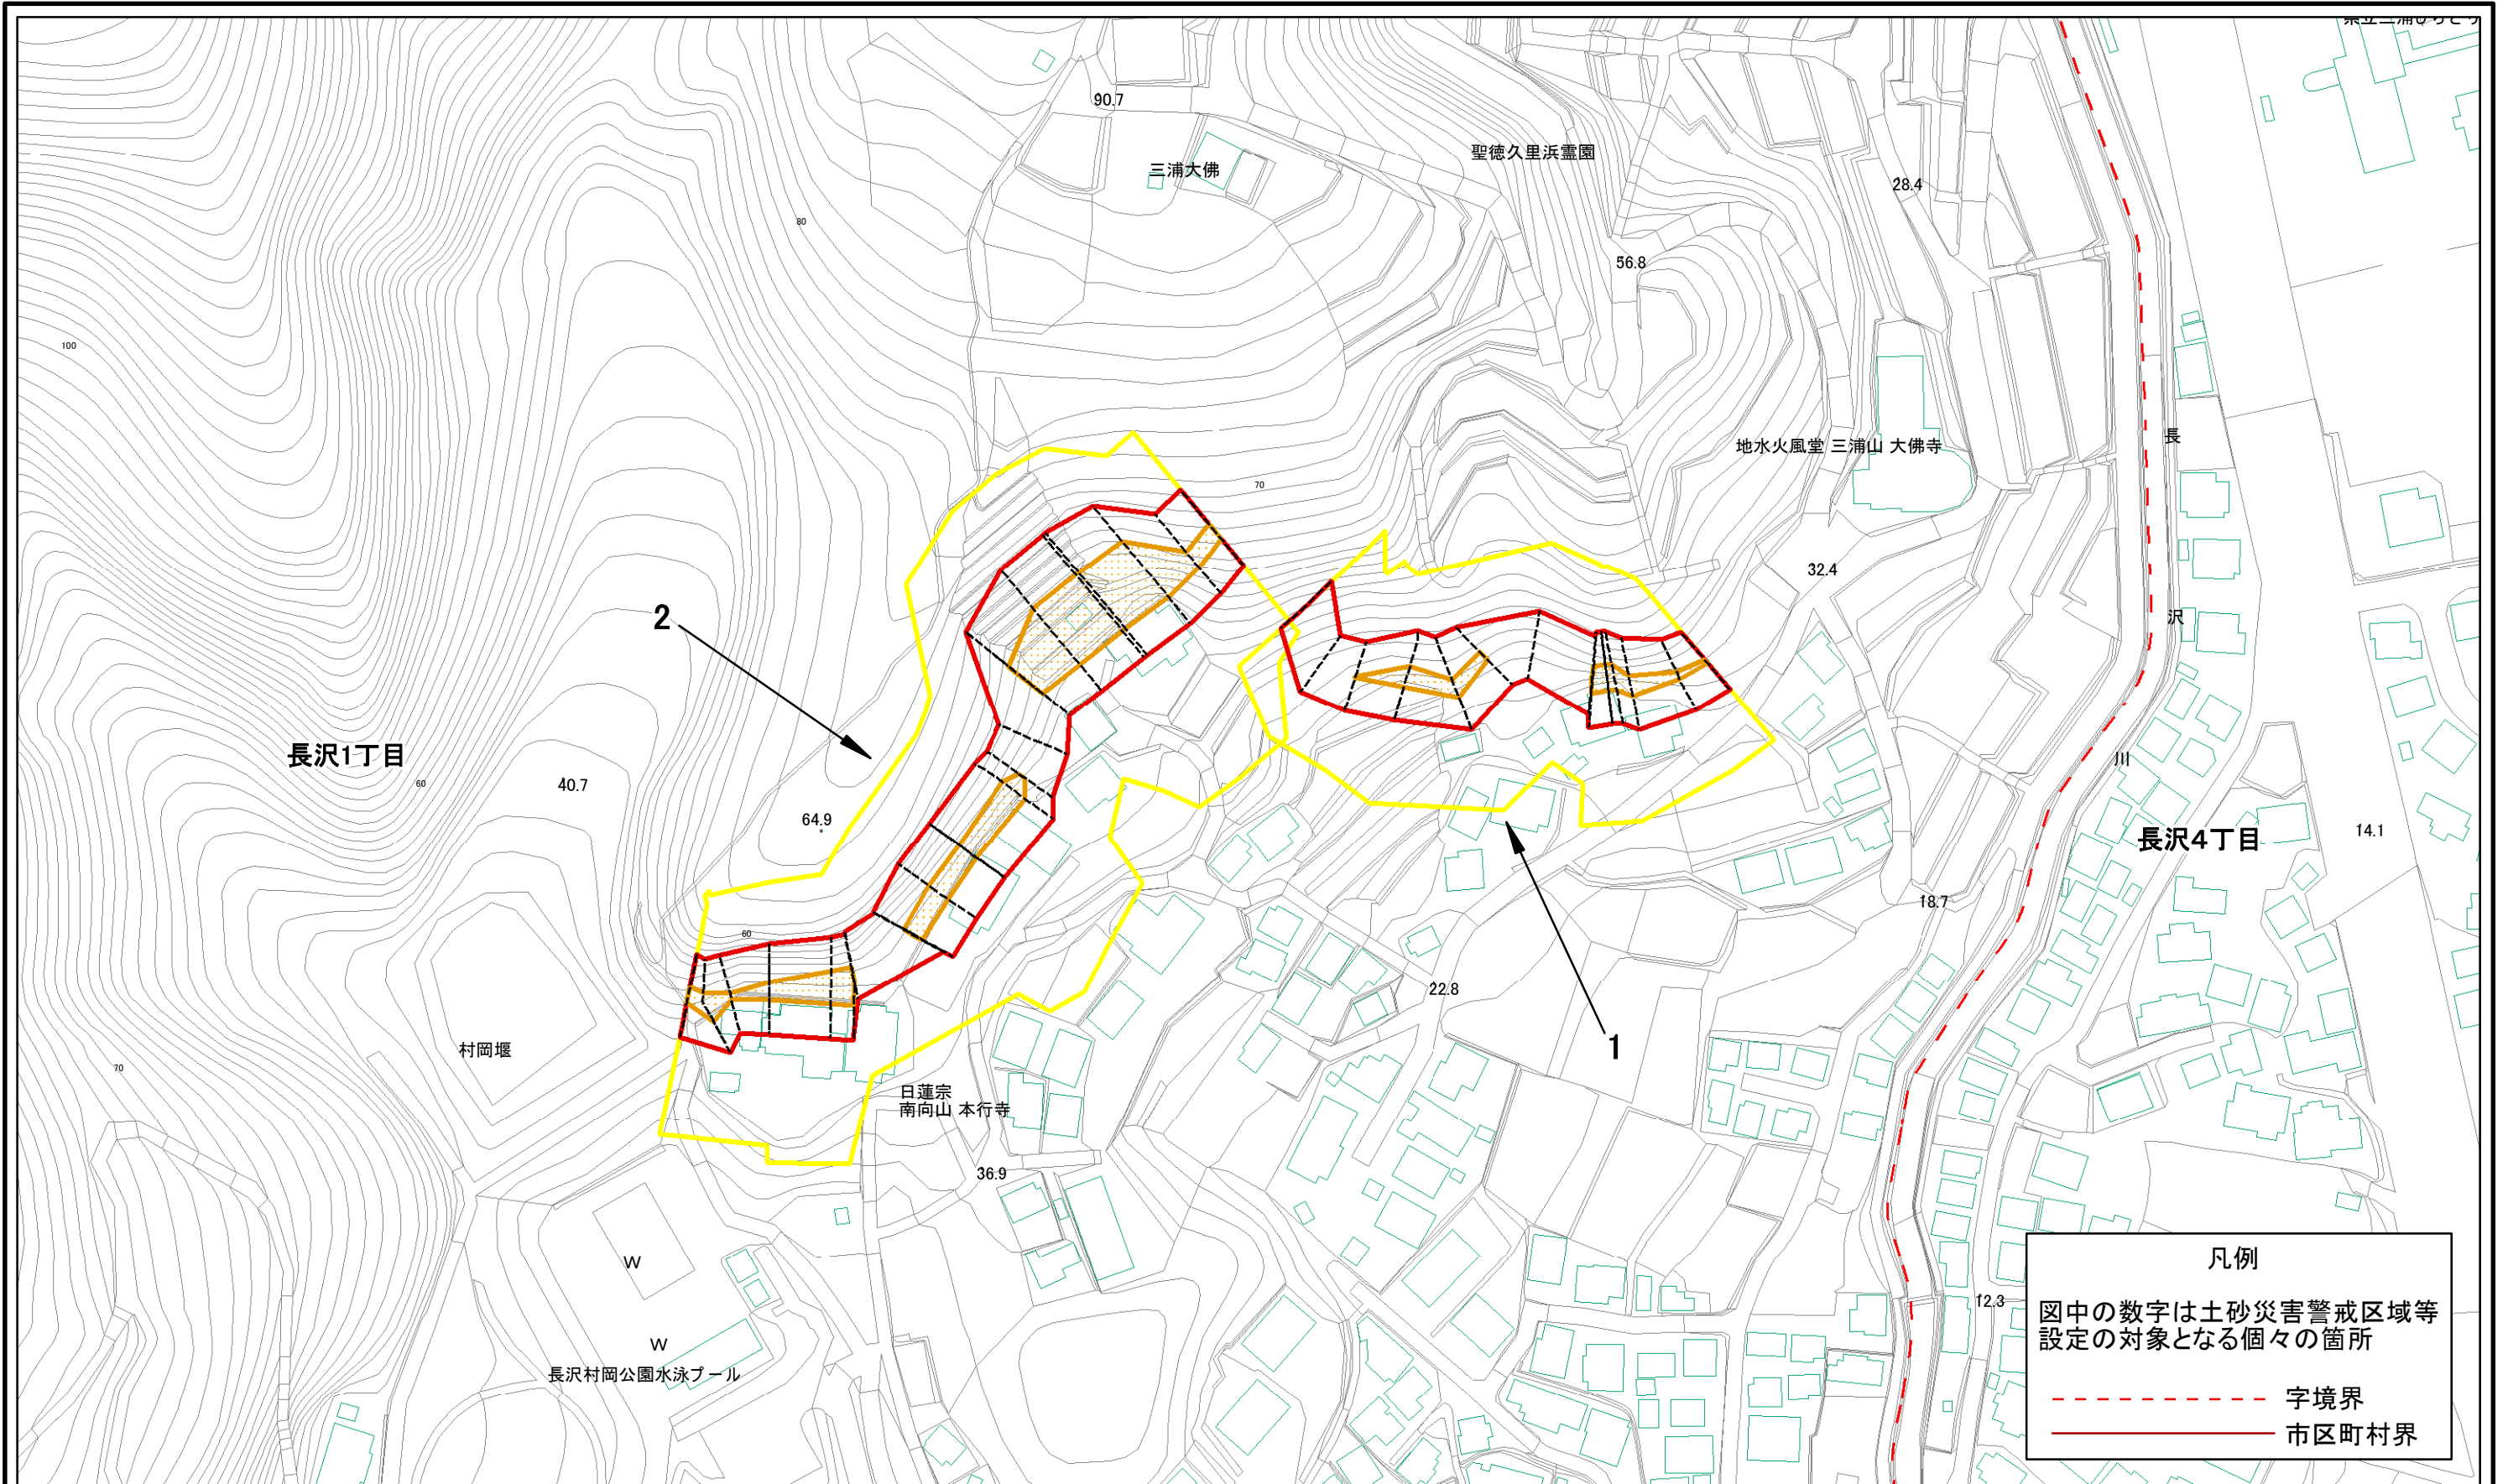 90.7
三浦大佛
聖徳久里浜霊園
28.4
80
56.8
100
地水火風堂 三浦山 大佛寺
長
70
32.4
2
沢
長沢1丁目
川
40.7
60
64.9
長沢4丁目
14.1
18.7
60
22.8
1
村岡堰
70
日蓮宗
南向山 本行寺
36.9
W
12.3
W
長沢村岡公園水泳プール
凡例
図中の数字は土砂災害警戒区域等
設定の対象となる個々の箇所
字境界
市区町村界